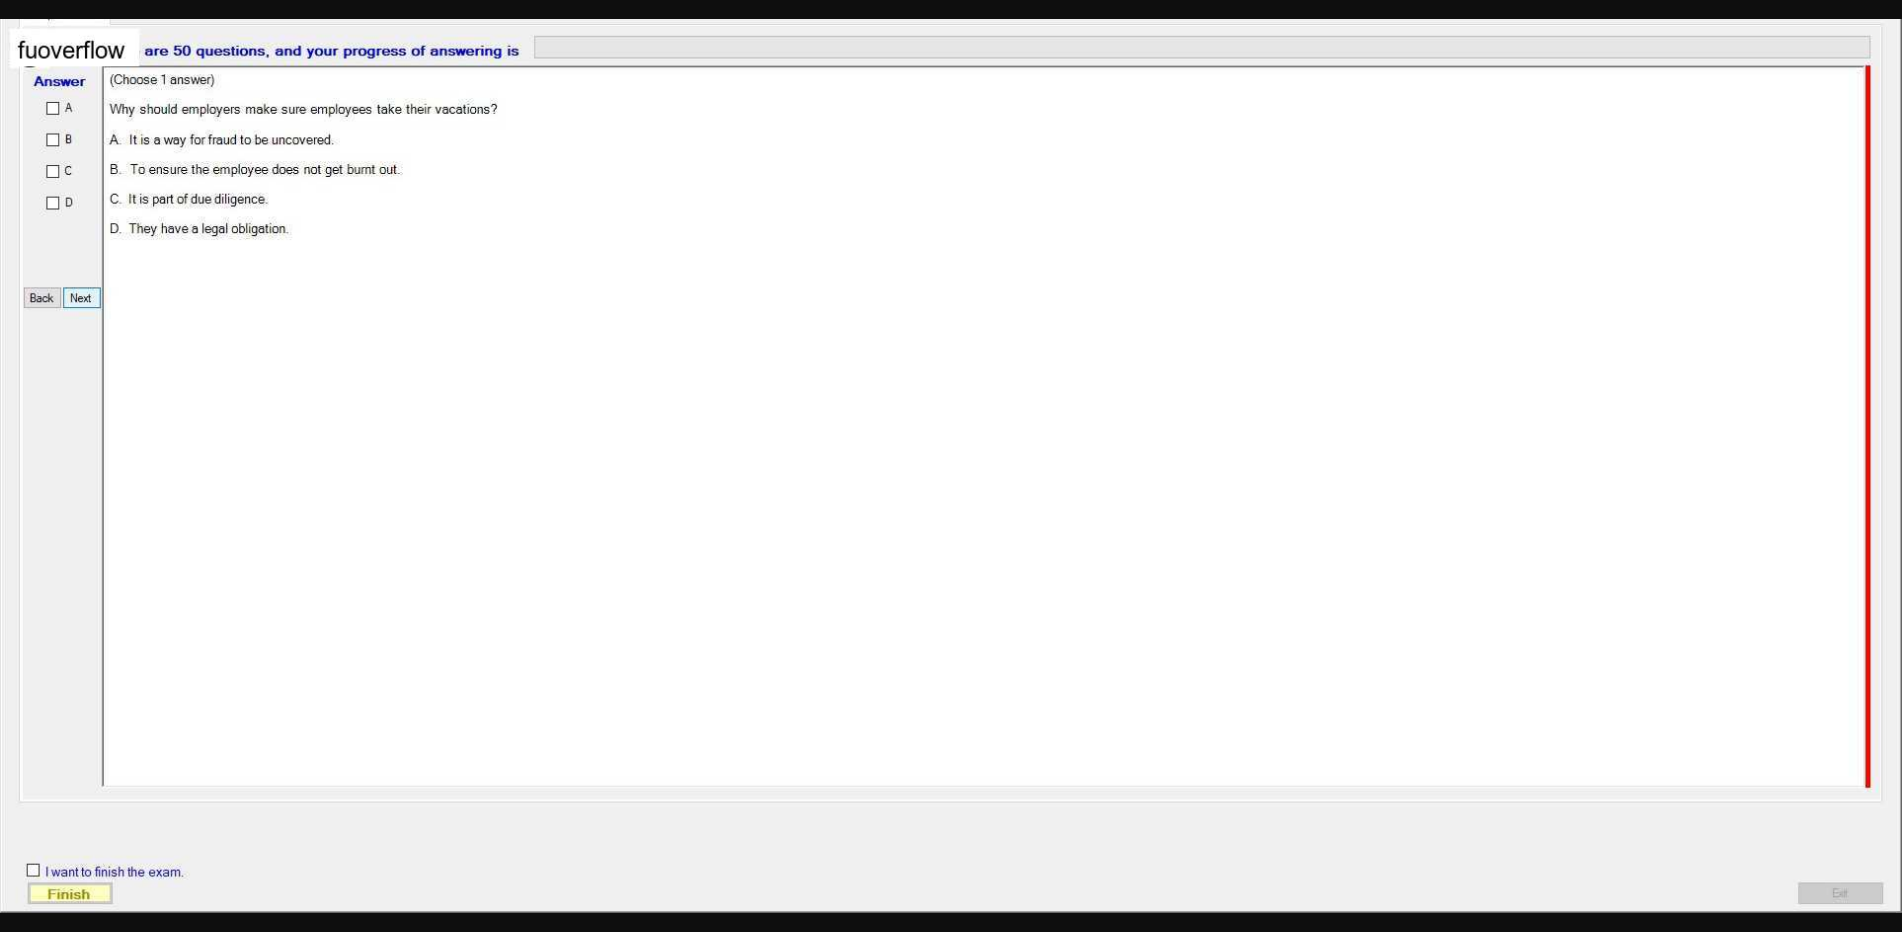 fuoverflow are 50 questions, and your progress of answering is
Answer
(Choose 1 answer)
A
Why should employers make sure employees take their vacations?
B
A. It is a way for fraud to be uncovered.
C
B. To ensure the employee does not get burnt out.
D
C. It is part of due diligence.
D. They have a legal obligation.
Back Next
I want to finish the exam.
Finish
Exit